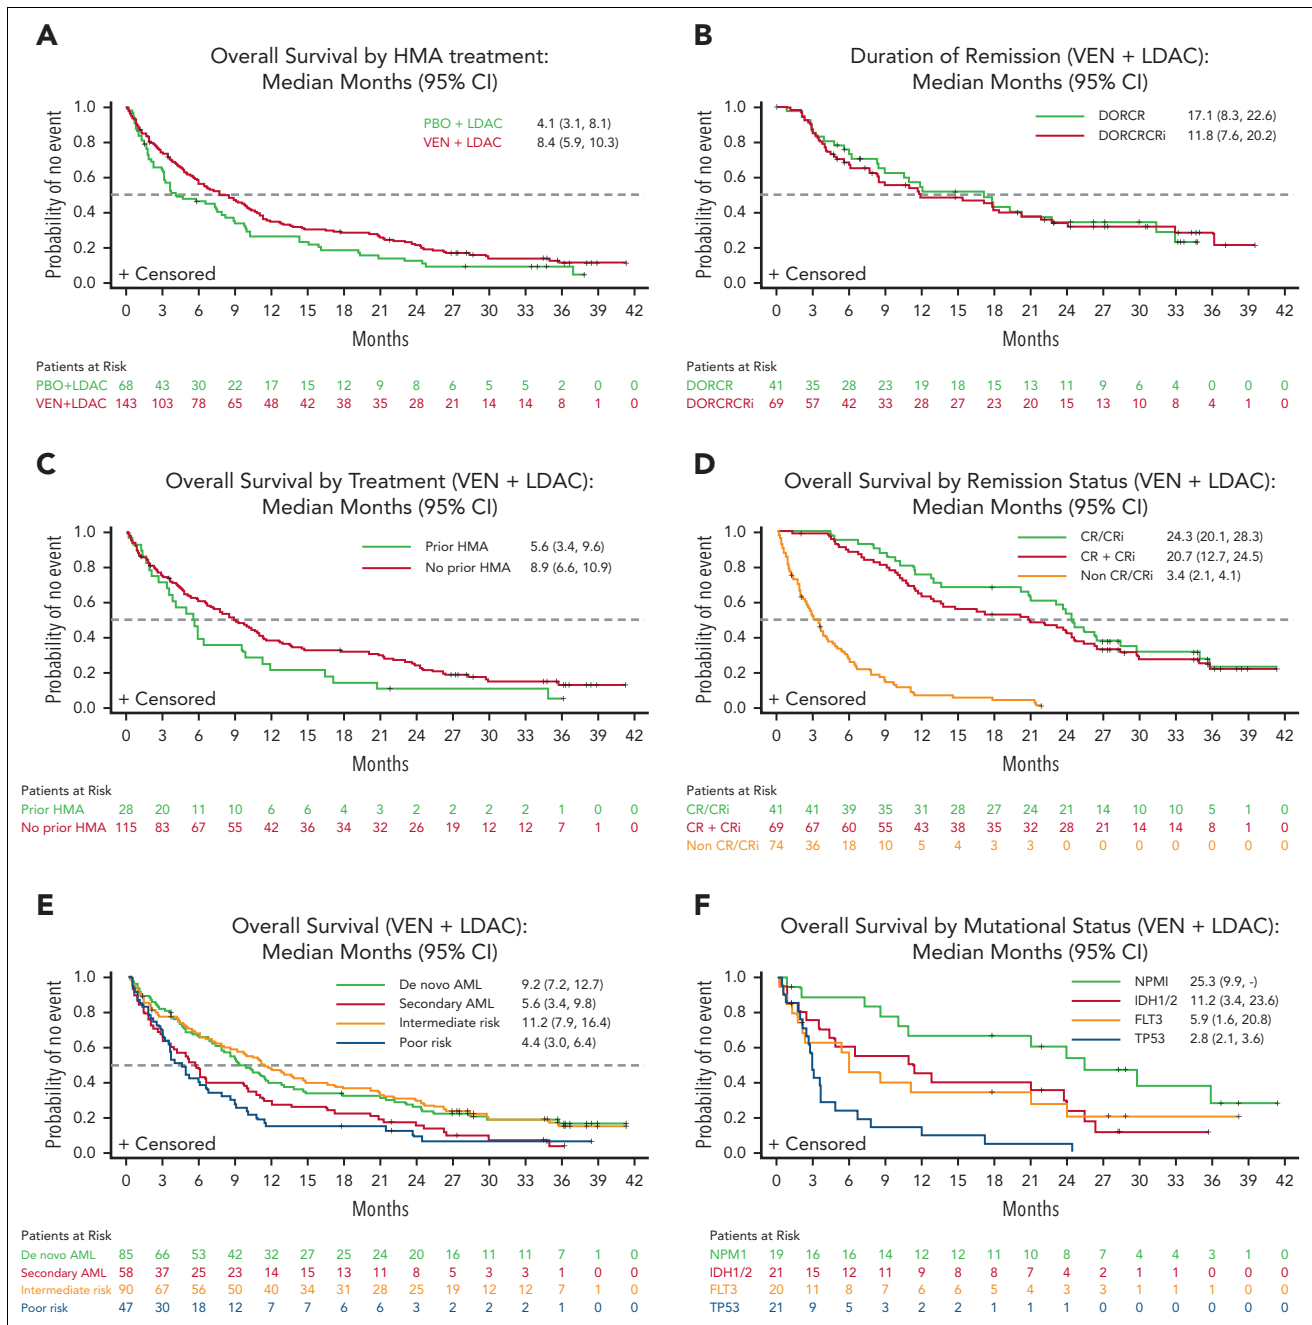 A
Overall Survival by HMA treatment:
Median Months (95% CI)
PBO + LDAC 4.1 (3.1, 8.1)
VEN + LDAC 8.4 (5.9, 10.3)
Probability of no event
1.0
0.8
0.6
0.4
0.2
0.0
+ Censored
0 3 6 9 12 15 18 21 24 27 30 33 36 39 42
Months
Patients at Risk
PBO+LDAC 68 43 30 22 17 15 12 9 8 6 5 5 2 0 0
VEN+LDAC 143 103 78 65 48 42 38 35 28 21 14 14 8 1 0
B
Duration of Remission (VEN + LDAC):
Median Months (95% CI)
DORCR 17.1 (8.3, 22.6)
DORCRCRi 11.8 (7.6, 20.2)
Probability of no event
1.0
0.8
0.6
0.4
0.2
0.0
+ Censored
0 3 6 9 12 15 18 21 24 27 30 33 36 39 42
Months
Patients at Risk
DORCR 41 35 28 23 19 18 15 13 11 9 6 4 0 0 0
DORCRCRi 69 57 42 33 28 27 23 20 15 13 10 8 4 1 0
C
Overall Survival by Treatment (VEN + LDAC):
Median Months (95% CI)
Prior HMA 5.6 (3.4, 9.6)
No prior HMA 8.9 (6.6, 10.9)
Probability of no event
1.0
0.8
0.6
0.4
0.2
0.0
+ Censored
0 3 6 9 12 15 18 21 24 27 30 33 36 39 42
Months
Patients at Risk
Prior HMA 28 20 11 10 6 6 4 3 2 2 2 2 1 0 0
No prior HMA 115 83 67 55 42 36 34 32 26 19 12 12 7 1 0
D
Overall Survival by Remission Status (VEN + LDAC):
Median Months (95% CI)
CR/CRi 24.3 (20.1, 28.3)
CR + CRi 20.7 (12.7, 24.5)
Non CR/CRi 3.4 (2.1, 4.1)
Probability of no event
1.0
0.8
0.6
0.4
0.2
0.0
+ Censored
0 3 6 9 12 15 18 21 24 27 30 33 36 39 42
Months
Patients at Risk
CR/CRi 41 41 39 35 31 28 27 24 21 14 10 10 5 1 0
CR + CRi 69 67 60 55 43 38 35 32 28 21 14 14 8 1 0
Non CR/CRi 74 36 18 10 5 4 3 3 0 0 0 0 0 0 0
E
Overall Survival (VEN + LDAC):
Median Months (95% CI)
De novo AML 9.2 (7.2, 12.7)
Secondary AML 5.6 (3.4, 9.8)
Intermediate risk 11.2 (7.9, 16.4)
Poor risk 4.4 (3.0, 6.4)
Probability of no event
1.0
0.8
0.6
0.4
0.2
0.0
+ Censored
0 3 6 9 12 15 18 21 24 27 30 33 36 39 42
Months
Patients at Risk
De novo AML 85 66 53 42 32 27 25 24 20 16 11 11 7 1 0
Secondary AML 58 37 25 23 14 15 13 11 8 5 3 3 1 0 0
Intermediate risk 90 67 56 50 40 34 31 28 25 19 12 12 7 1 0
Poor risk 47 30 18 12 7 7 6 6 3 2 2 2 1 0 0
F
Overall Survival by Mutational Status (VEN + LDAC):
Median Months (95% CI)
NPMI 25.3 (9.9, -)
IDH1/2 11.2 (3.4, 23.6)
FLT3 5.9 (1.6, 20.8)
TP53 2.8 (2.1, 3.6)
Probability of no event
1.0
0.8
0.6
0.4
0.2
0.0
+ Censored
0 3 6 9 12 15 18 21 24 27 30 33 36 39 42
Months
Patients at Risk
NPM1 19 16 16 14 12 12 11 10 8 7 4 4 3 1 0
IDH1/2 21 15 12 11 9 8 8 7 4 2 1 1 0 0 0
FLT3 20 11 8 7 6 6 5 4 3 3 1 1 1 0 0
TP53 21 9 5 3 2 2 1 1 1 0 0 0 0 0 0